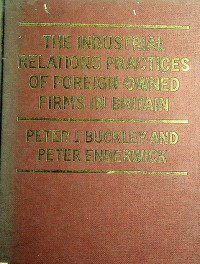 THE INDUSTRIAL
RELATIONS PRACTICES
OF FOREIGN-OWNED
FIRMS IN BRITAIN
PETER J. BUCKLEY AND
PETER ENDERWICK